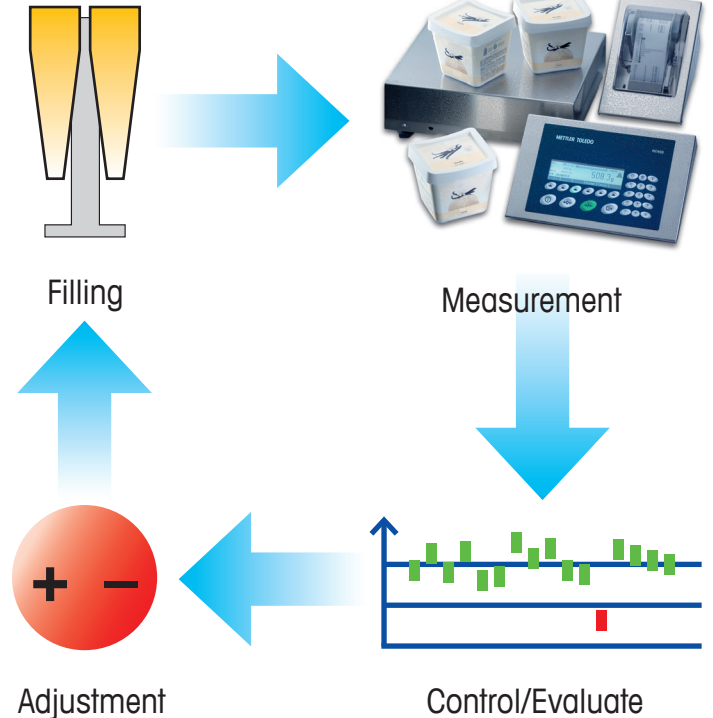 METTLER TOLEDO
Filling
Measurement
+ −
Adjustment
Control/Evaluate